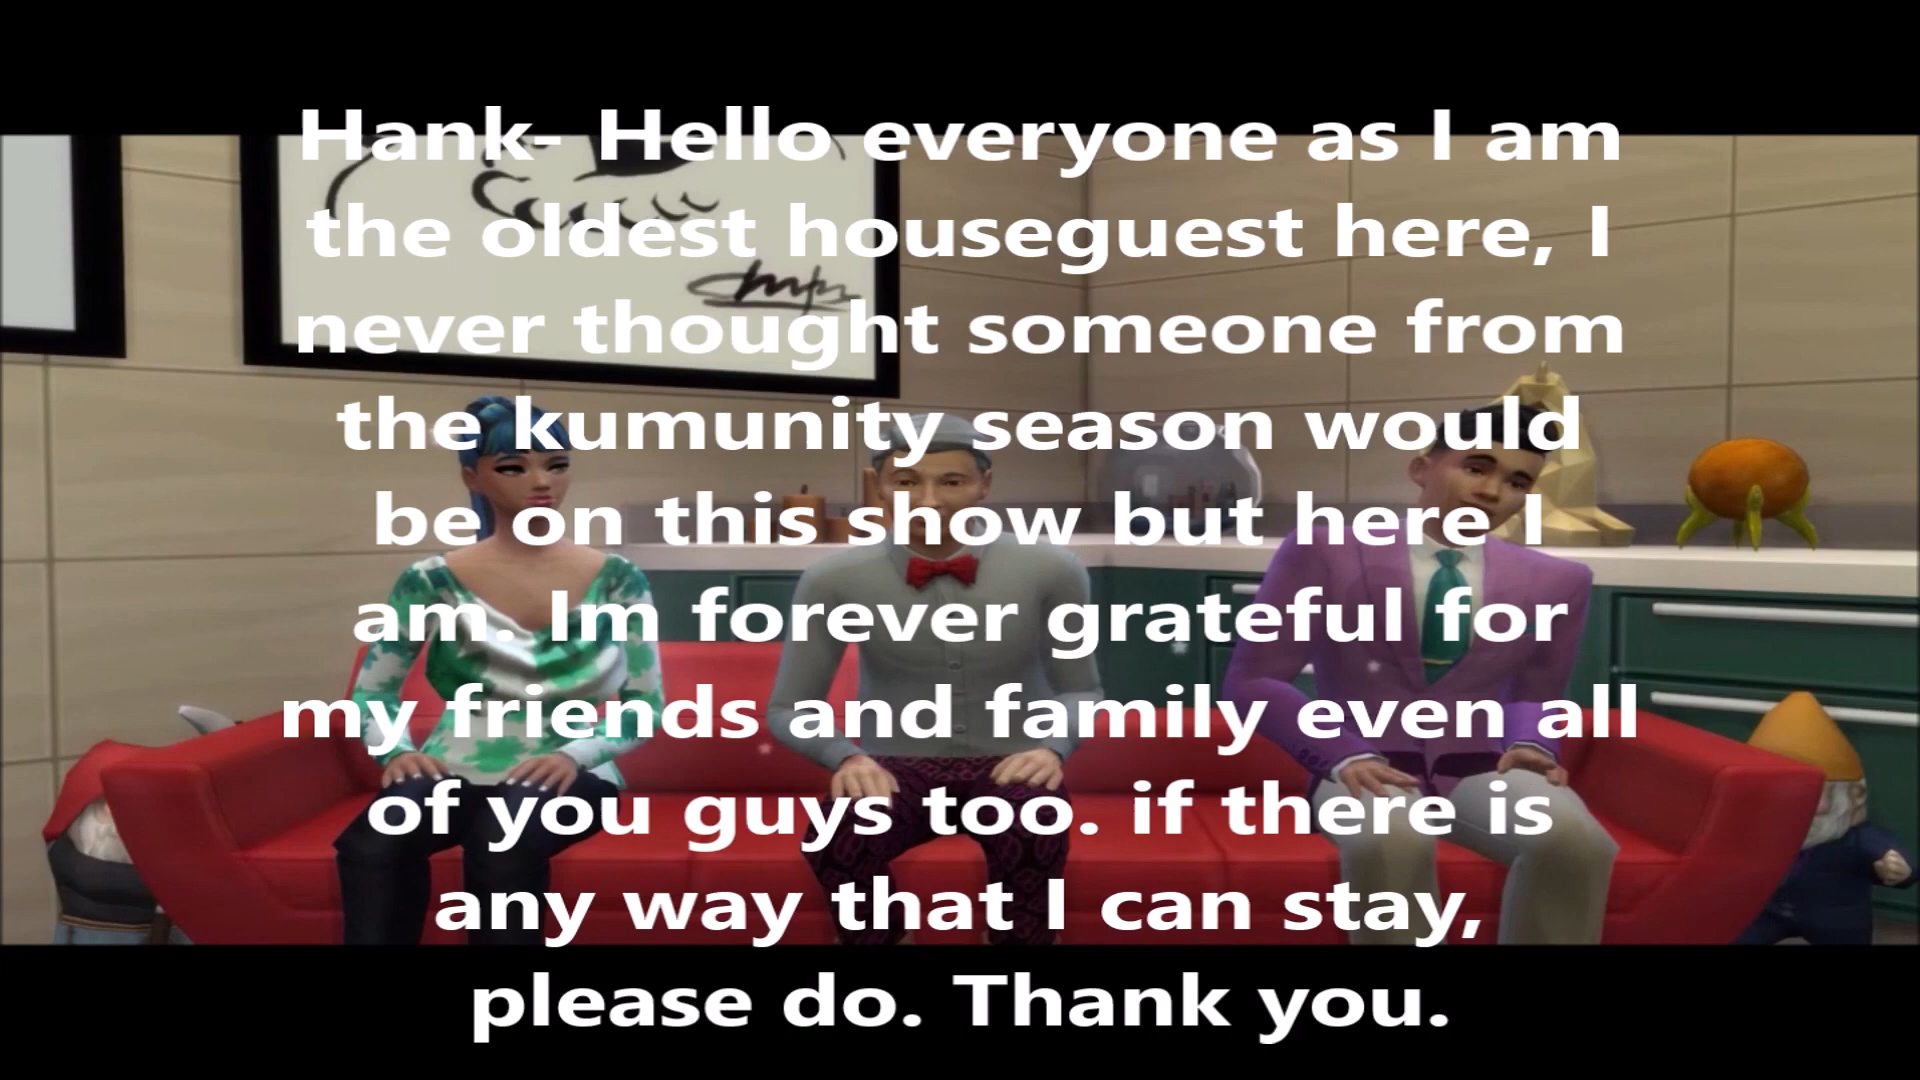 Hank- Hello everyone as I am
the oldest houseguest here, I
never thought someone from
the kumunity season would
be on this show but here I
am. Im forever grateful for
my friends and family even all
of you guys too. if there is
any way that I can stay,
please do. Thank you.